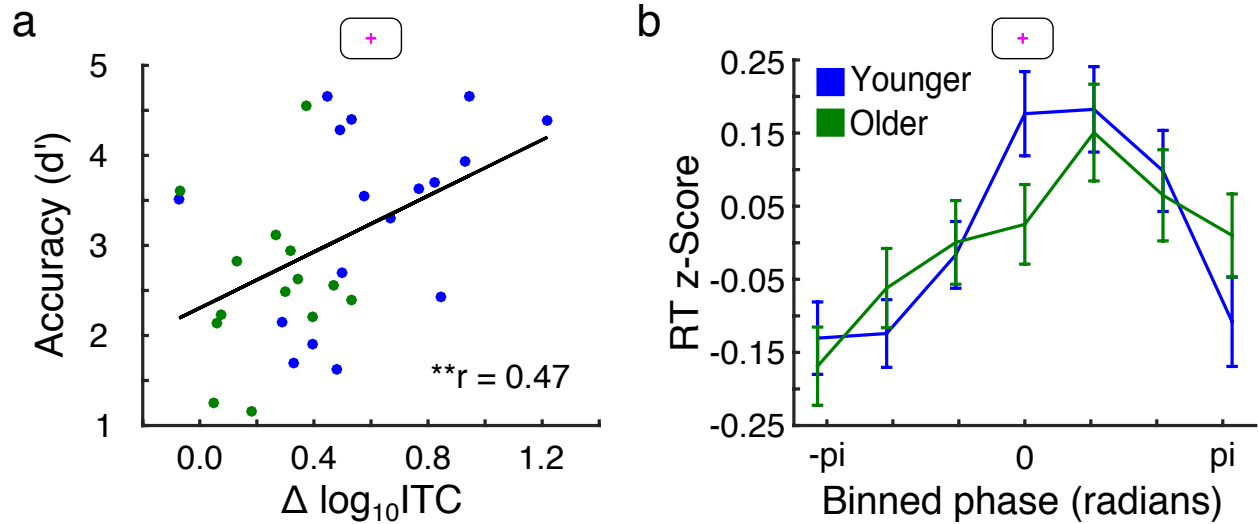 a
5
4
3
2
1
Accuracy (d')
**r = 0.47
0.0 0.4 0.8 1.2
Δ log₁₀ITC
b
Younger
Older
0.25
0.15
0.05
-0.05
-0.15
-0.25
RT z-Score
-pi 0 pi
Binned phase (radians)